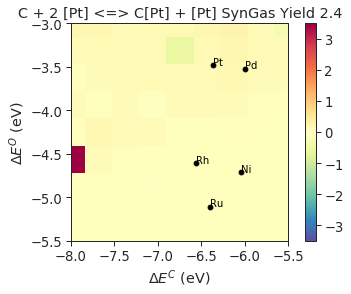 C + 2 [Pt] <=> C[Pt] + [Pt] SynGas Yield 2.4
−3.0
−3.5
−4.0
−4.5
−5.0
−5.5
ΔE^O (eV)
Pt
Pd
Rh
Ni
Ru
−8.0 −7.5 −7.0 −6.5 −6.0 −5.5
ΔE^C (eV)
3
2
1
0
−1
−2
−3